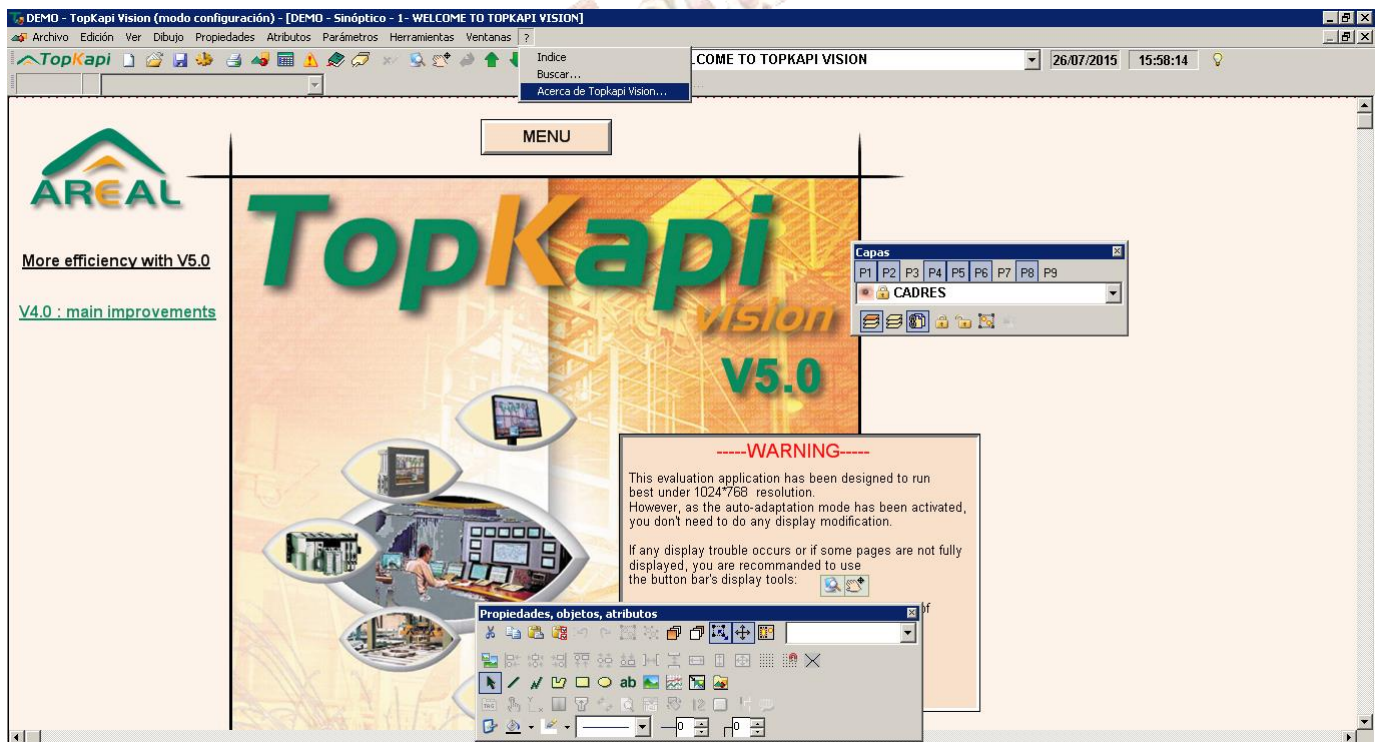 DEMO - TopKapi Vision (modo configuración) - [DEMO - Sinóptico - 1- WELCOME TO TOPKAPI VISION]
Archivo Edición Ver Dibujo Propiedades Atributos Parámetros Herramientas Ventanas ?
TopKapi
Indice
Buscar...
Acerca de Topkapi Vision...
COME TO TOPKAPI VISION
26/07/2015 15:58:14
MENU
AREAL
More efficiency with V5.0
V4.0 : main improvements
TopKapi
vision
V5.0
Capas
P1 P2 P3 P4 P5 P6 P7 P8 P9
CADRES
-----WARNING-----
This evaluation application has been designed to run
best under 1024*768 resolution.
However, as the auto-adaptation mode has been activated,
you don't need to do any display modification.
If any display trouble occurs or if some pages are not fully
displayed, you are recommanded to use
the button bar's display tools:
of
Propiedades, objetos, atributos
ab
0 0